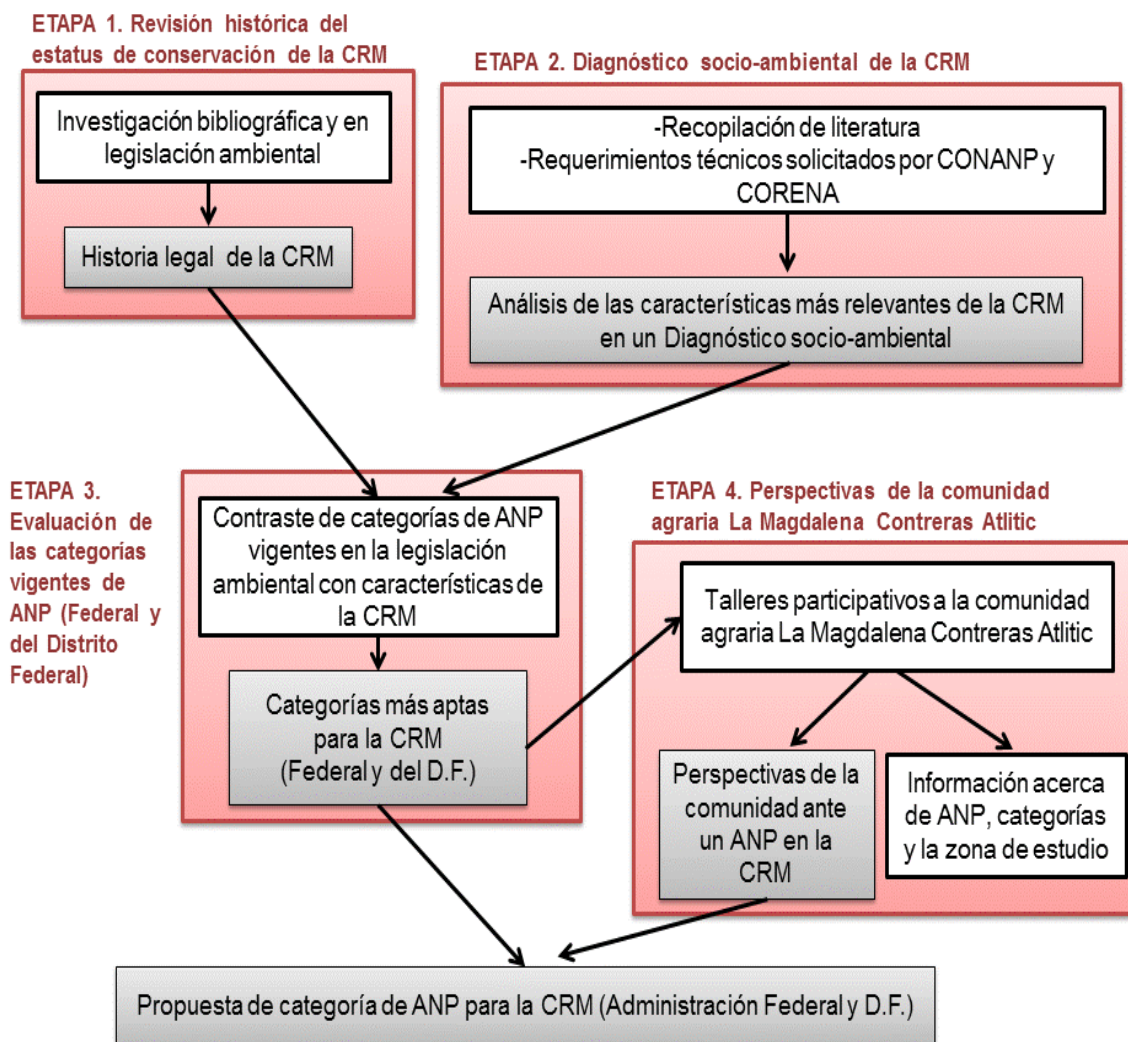 ETAPA 1. Revisión histórica del
estatus de conservación de la CRM
Investigación bibliográfica y en
legislación ambiental
Historia legal de la CRM
ETAPA 2. Diagnóstico socio-ambiental de la CRM
-Recopilación de literatura
-Requerimientos técnicos solicitados por CONANP y
CORENA
Análisis de las características más relevantes de la CRM
en un Diagnóstico socio-ambiental
ETAPA 3.
Evaluación de
las categorías
vigentes de
ANP (Federal y
del Distrito
Federal)
Contraste de categorías de ANP
vigentes en la legislación
ambiental con características de
la CRM
Categorías más aptas
para la CRM
(Federal y del D.F.)
ETAPA 4. Perspectivas de la comunidad
agraria La Magdalena Contreras Atlitic
Talleres participativos a la comunidad
agraria La Magdalena Contreras Atlitic
Perspectivas de la
comunidad ante
un ANP en la
CRM
Información acerca
de ANP, categorías
y la zona de estudio
Propuesta de categoría de ANP para la CRM (Administración Federal y D.F.)